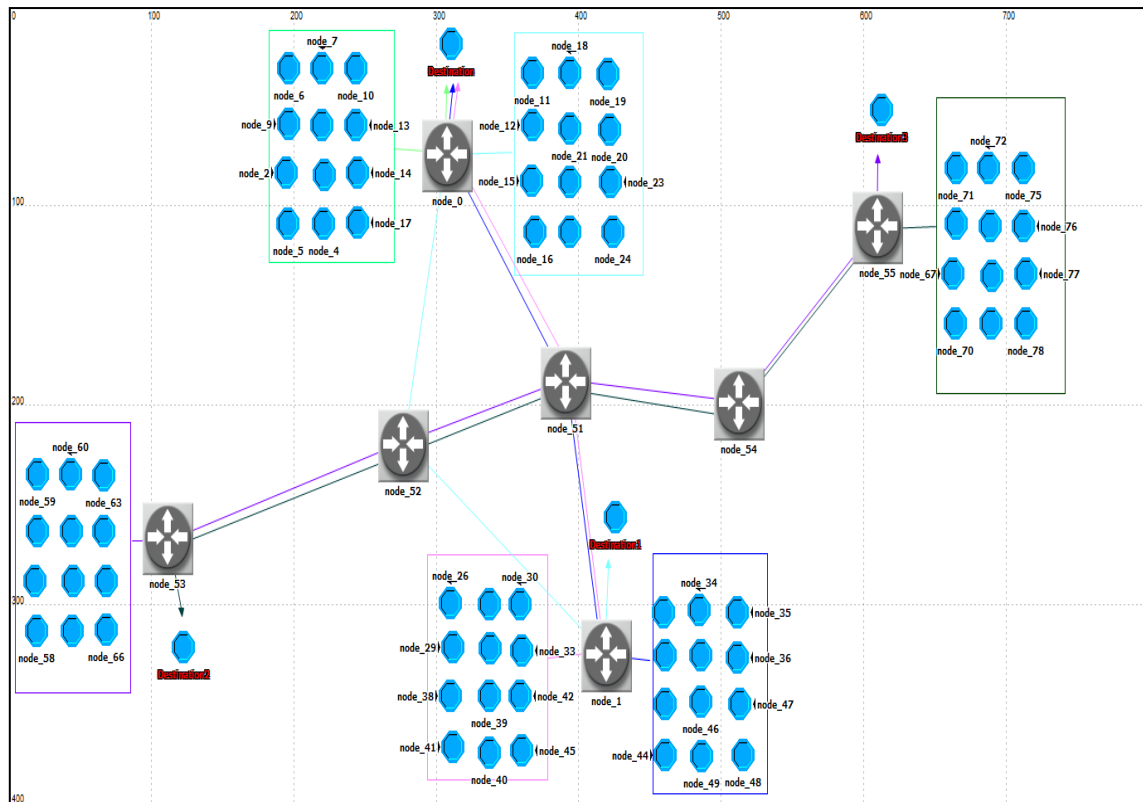 0
100
200
300
400
500
600
700
node_7
node_18
Destination
node_6
node_10
node_11
node_19
node_9
node_13
node_12
Destination3
node_21
node_20
node_72
node_2
node_14
node_15
node_23
node_71
node_75
node_0
100
node_17
node_76
node_5
node_4
node_16
node_24
node_55
node_67
node_77
node_70
node_78
200
node_51
node_60
node_54
node_52
node_59
node_63
Destination1
node_26
node_30
node_53
node_34
300
node_35
node_29
node_33
node_36
node_58
node_66
Destination2
node_38
node_42
node_1
node_47
node_39
node_46
node_41
node_45
node_44
node_40
node_49
node_48
400